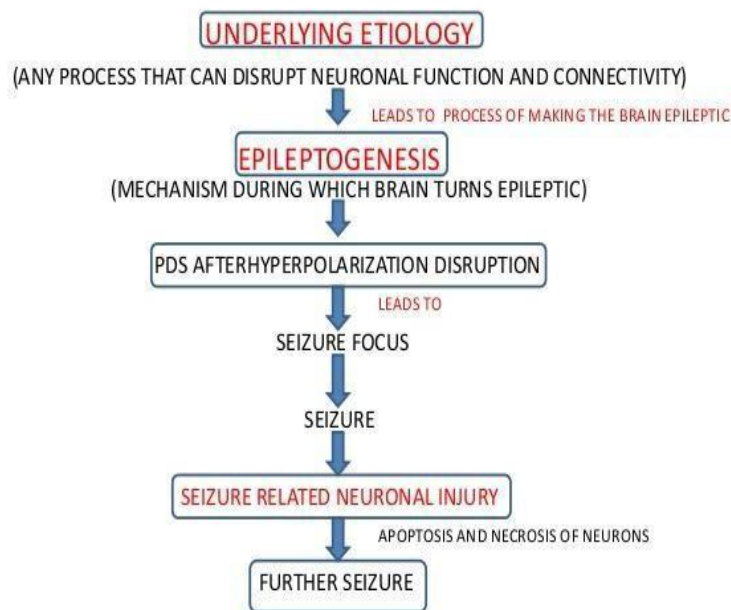 UNDERLYING ETIOLOGY
(ANY PROCESS THAT CAN DISRUPT NEURONAL FUNCTION AND CONNECTIVITY)
LEADS TO PROCESS OF MAKING THE BRAIN EPILEPTIC
EPILEPTOGENESIS
(MECHANISM DURING WHICH BRAIN TURNS EPILEPTIC)
PDS AFTERHYPERPOLARIZATION DISRUPTION
LEADS TO
SEIZURE FOCUS
SEIZURE
SEIZURE RELATED NEURONAL INJURY
APOPTOSIS AND NECROSIS OF NEURONS
FURTHER SEIZURE